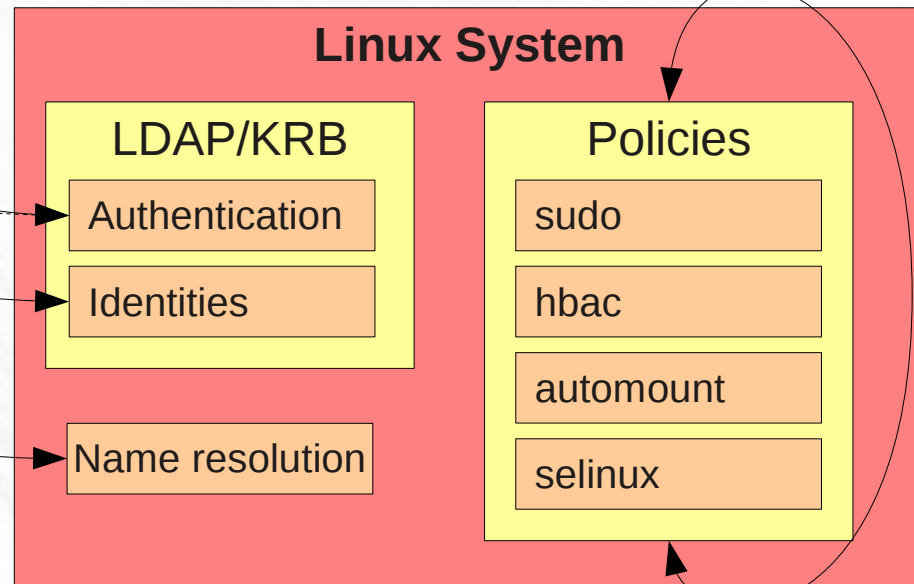 Linux System
LDAP/KRB
Authentication
Identities
Name resolution
Policies
sudo
hbac
automount
selinux